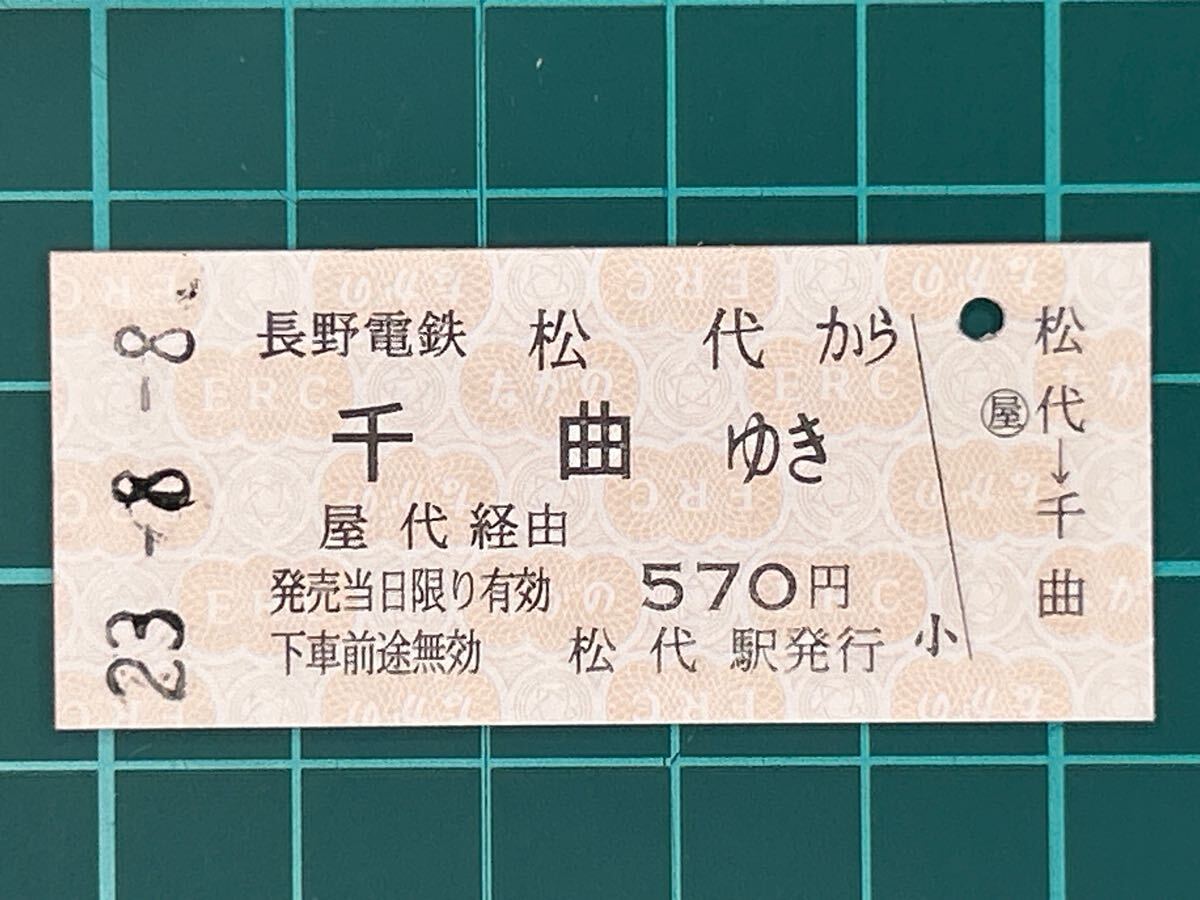 23-8-8
長野電鉄 松代から
千曲ゆき
屋代経由
発売当日限り有効 570円
下車前途無効 松代駅発行 小
松代→千曲
屋